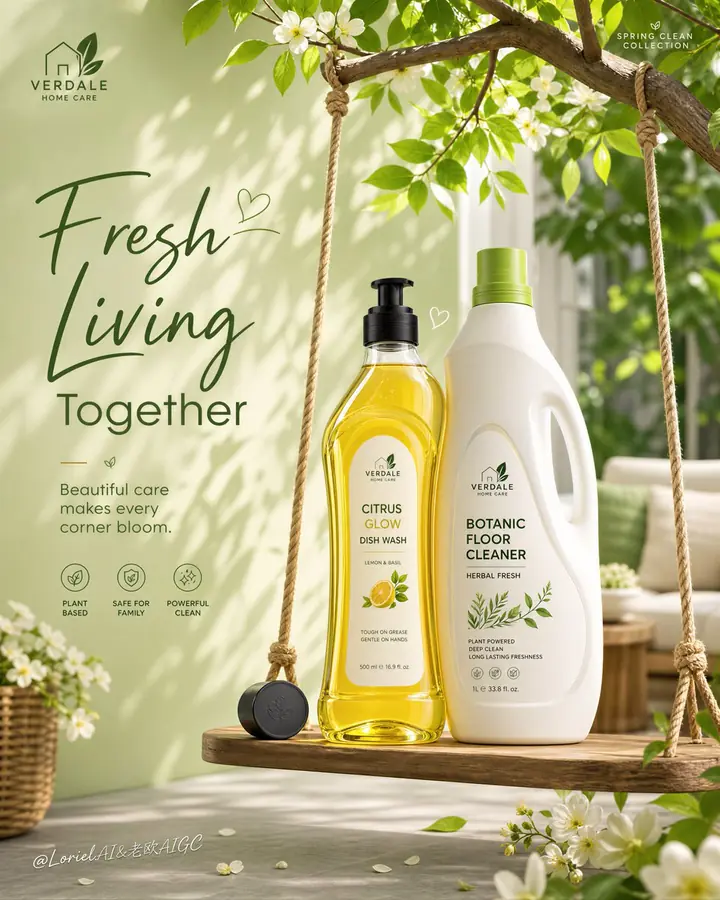 VERDALE
HOME CARE
SPRING CLEAN
COLLECTION
Fresh
Living
Together
Beautiful care
makes every
corner bloom.
PLANT
BASED
SAFE FOR
FAMILY
POWERFUL
CLEAN
VERDALE
HOME CARE
CITRUS
GLOW
DISH WASH
LEMON & BASIL
TOUGH ON GREASE
GENTLE ON HANDS
500 ml ℮ 16.9 fl. oz.
VERDALE
HOME CARE
BOTANIC
FLOOR
CLEANER
HERBAL FRESH
PLANT POWERED
DEEP CLEAN
LONG LASTING FRESHNESS
1L ℮ 33.8 fl. oz.
@LorielAI&老欧AIGC